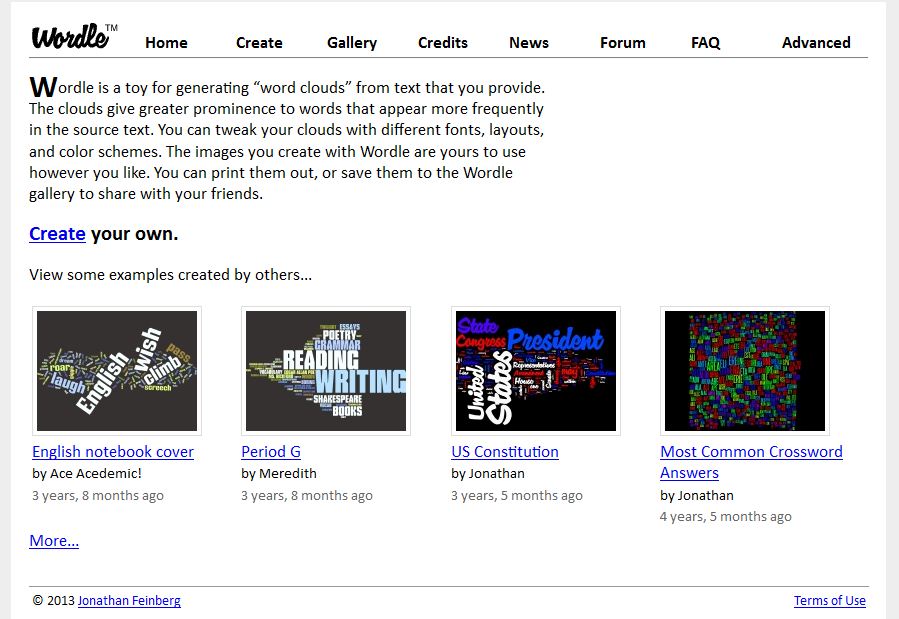 Wordle™
Home Create Gallery Credits News Forum FAQ Advanced
Wordle is a toy for generating “word clouds” from text that you provide.
The clouds give greater prominence to words that appear more frequently
in the source text. You can tweak your clouds with different fonts, layouts,
and color schemes. The images you create with Wordle are yours to use
however you like. You can print them out, or save them to the Wordle
gallery to share with your friends.
Create your own.
View some examples created by others...
roar
laugh
English
wish
pass
climb
screech
ESSAYS
POETRY
GRAMMAR
READING
VOCABULARY
WRITING
SHAKESPEARE
BOOKS
State
Congress
President
United
States
Representatives
House
English notebook cover
by Ace Acedemic!
3 years, 8 months ago
Period G
by Meredith
3 years, 8 months ago
US Constitution
by Jonathan
3 years, 5 months ago
Most Common Crossword
Answers
by Jonathan
4 years, 5 months ago
More...
© 2013 Jonathan Feinberg
Terms of Use